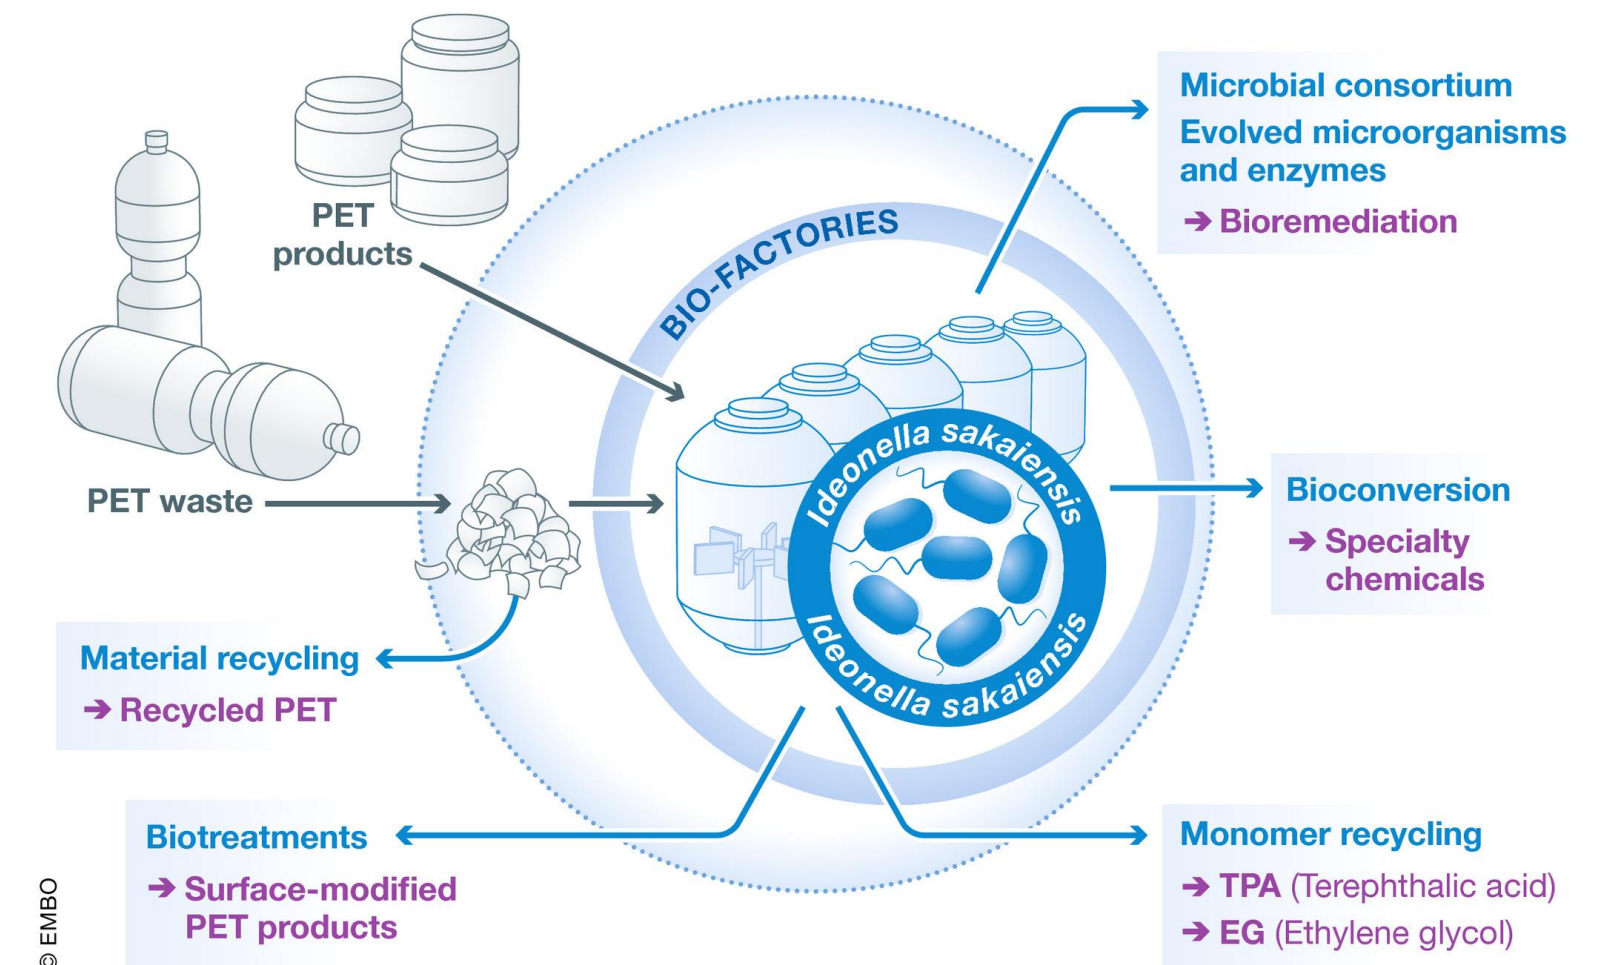 PET
products
PET waste
BIO-FACTORIES
Ideonella sakaiensis
Ideonella sakaiensis
Microbial consortium
Evolved microorganisms
and enzymes
➔ Bioremediation
Bioconversion
➔ Specialty
chemicals
Material recycling
➔ Recycled PET
Biotreatments
➔ Surface-modified
PET products
Monomer recycling
➔ TPA (Terephthalic acid)
➔ EG (Ethylene glycol)
© EMBO